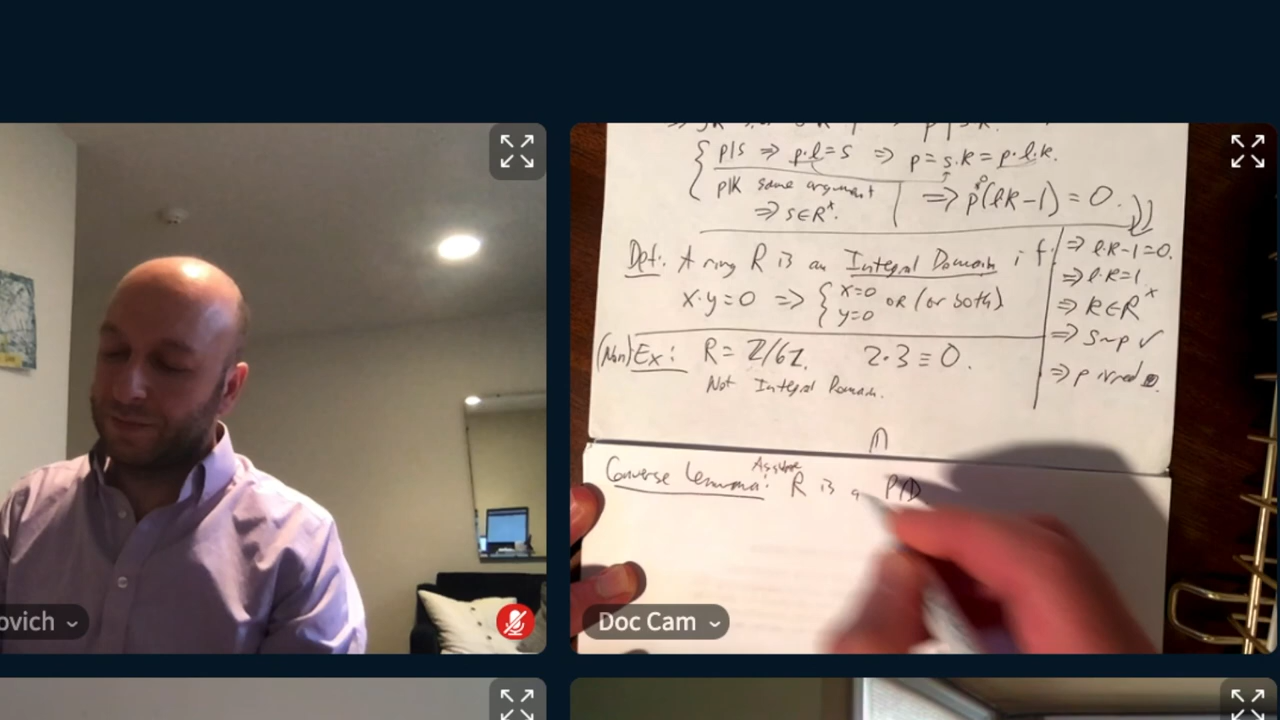 { p|s ⇒ p·l=s ⇒ p=s·k=p·l·k.
p|k same argument
⇒ s∈Rˣ.
⇒ p(lk-1)=0.
Def: A ring R is an Integral Domain if
x·y=0 ⇒ { x=0 OR (or both)
y=0
⇒ l·k-1=0.
⇒ l·k=1
⇒ k∈Rˣ
⇒ s~p ✓
⇒ p irred
(Non)Ex: R= ℤ/6ℤ. 2·3≡0.
Not Integral Domain.
Converse Lemma: Assume R is a PID
ovich
Doc Cam